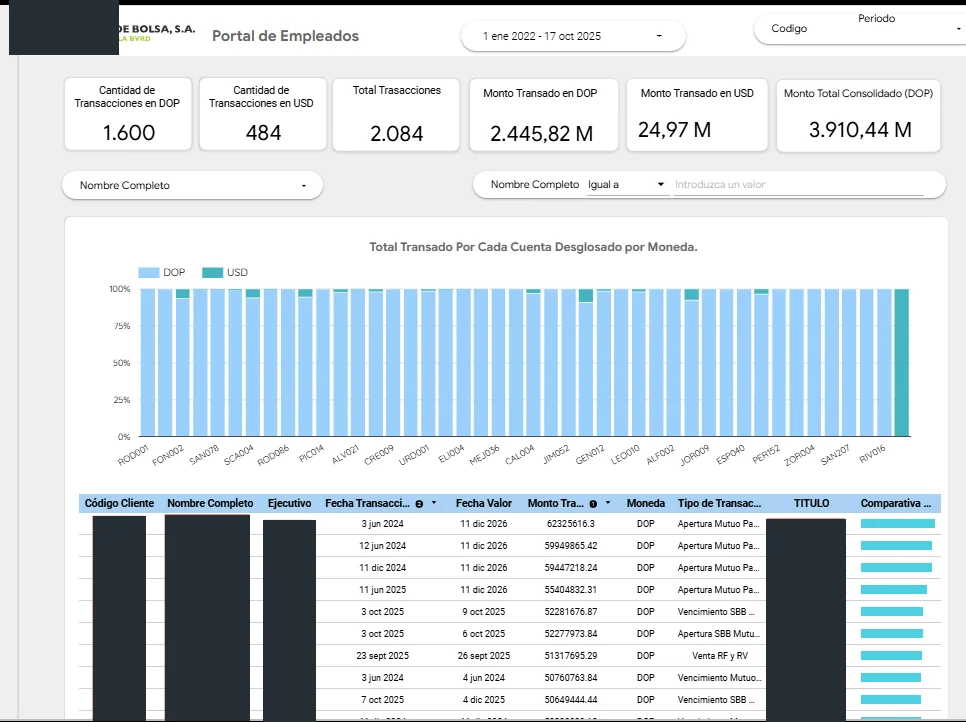 DE BOLSA, S.A.
LA BVRD
Portal de Empleados
1 ene 2022 - 17 oct 2025
Codigo
Periodo
Cantidad de
Transacciones en DOP
1.600
Cantidad de
Transacciones en USD
484
Total Trasacciones
2.084
Monto Transado en DOP
2.445,82 M
Monto Transado en USD
24,97 M
Monto Total Consolidado (DOP)
3.910,44 M
Nombre Completo
Nombre Completo Igual a Introduzca un valor
Total Transado Por Cada Cuenta Desglosado por Moneda.
DOP USD
100%
75%
50%
25%
0%
ROD001 FON002 SAN078 SCA004 ROD066 PIC014 ALV021 CRE009 URD001 ELI004 MEJ036 CAL004 JIM052 GEN012 LEO010 ALF002 JOR009 ESP040 PER152 ZOR004 SAN207 RIV016
Código Cliente Nombre Completo Ejecutivo Fecha Transacci... Fecha Valor Monto Tra... Moneda Tipo de Transac... TITULO Comparativa ...
3 jun 2024 11 dic 2026 62325616.3 DOP Apertura Mutuo Pa...
12 jun 2024 11 dic 2026 59949865.42 DOP Apertura Mutuo Pa...
11 dic 2024 11 dic 2026 59447218.24 DOP Apertura Mutuo Pa...
11 jun 2025 11 dic 2026 55404832.31 DOP Apertura Mutuo Pa...
3 oct 2025 9 oct 2025 52281676.87 DOP Vencimiento SBB ...
3 oct 2025 6 oct 2025 52277973.84 DOP Apertura SBB Mutu...
23 sept 2025 26 sept 2025 51317695.29 DOP Venta RF y RV
3 jun 2024 4 jun 2024 50760763.84 DOP Vencimiento Mutuo...
7 oct 2025 4 dic 2025 50649444.44 DOP Vencimiento SBB ...